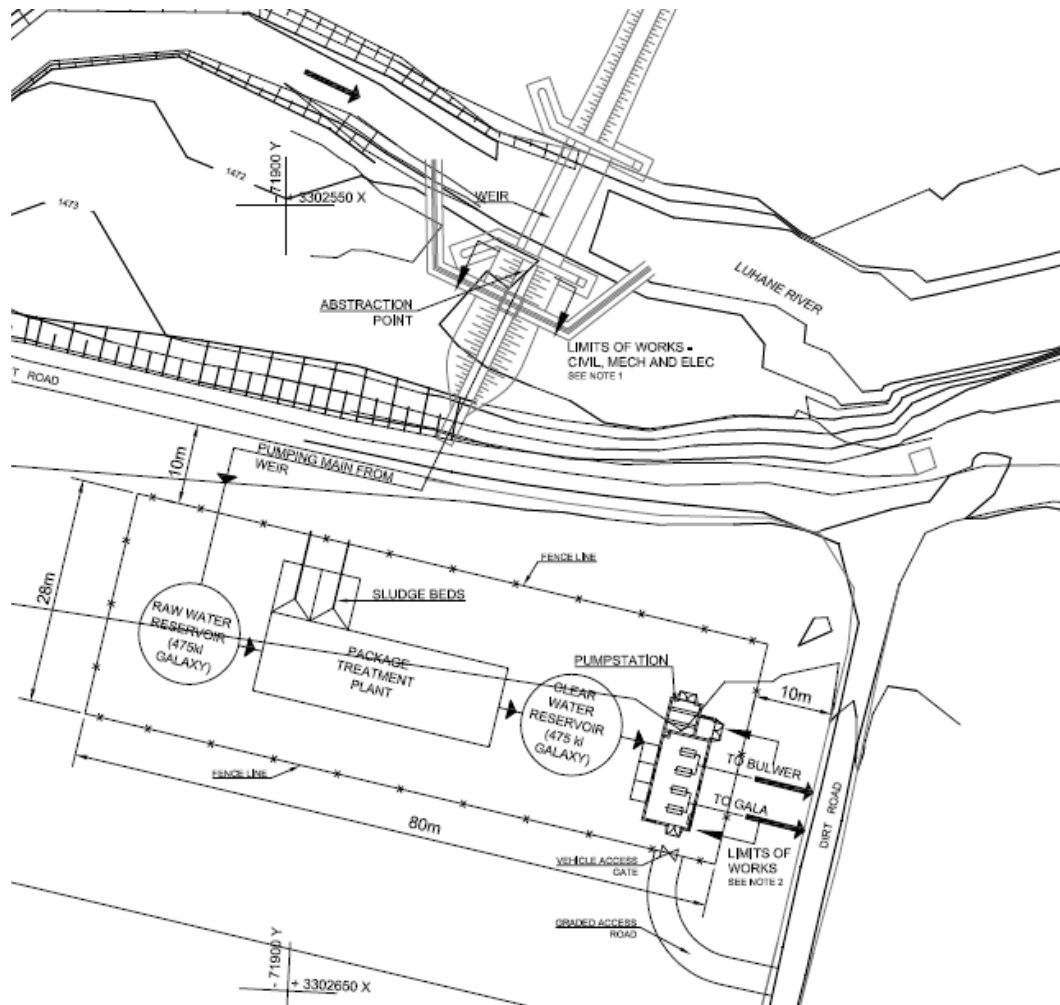 1472
1473
- 71900 Y
+ 3302550 X
WEIR
LUHANE RIVER
ABSTRACTION
POINT
LIMITS OF WORKS -
CIVIL, MECH AND ELEC
SEE NOTE 1
T ROAD
10m
PUMPING MAIN FROM
WEIR
28m
FENCE LINE
SLUDGE BEDS
RAW WATER
RESERVOIR
(475kl
GALAXY)
PACKAGE
TREATMENT
PLANT
PUMPSTATION
CLEAR
WATER
RESERVOIR
(475 kl
GALAXY)
10m
TO BULWER
TO GALA
DIRT ROAD
FENCE LINE
80m
VEHICLE ACCESS
GATE
LIMITS OF
WORKS
SEE NOTE 2
GRADED ACCESS
ROAD
- 71900 Y
+ 3302650 X